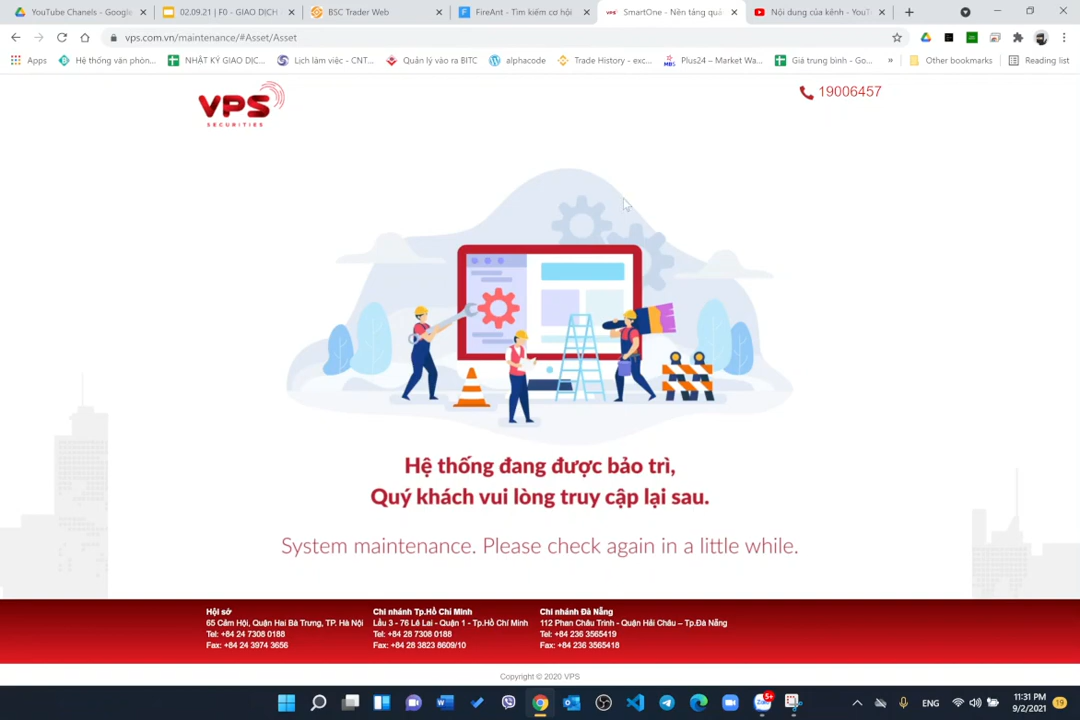 YouTube Chanels - Google
02.09.21 | F0 - GIAO DỊCH
BSC Trader Web
FireAnt - Tìm kiếm cơ hội
SmartOne - Nền tảng quả
Nội dung của kênh - YouT
vps.com.vn/maintenance/#Asset/Asset
Apps
Hệ thống văn phòn...
NHẬT KÝ GIAO DỊC...
Lịch làm việc - CNT...
Quản lý vào ra BITC
alphacode
Trade History - exc...
Plus24 – Market Wa...
Giá trung bình - Go...
»
Other bookmarks
Reading list
VPS
SECURITIES
19006457
Hệ thống đang được bảo trì,
Quý khách vui lòng truy cập lại sau.
System maintenance. Please check again in a little while.
Hội sở
65 Cảm Hội, Quận Hai Bà Trưng, TP. Hà Nội
Tel: +84 24 7308 0188
Fax: +84 24 3974 3656
Chi nhánh Tp.Hồ Chí Minh
Lầu 3 - 76 Lê Lai - Quận 1 - Tp.Hồ Chí Minh
Tel: +84 28 7308 0188
Fax: +84 28 3823 8609/10
Chi nhánh Đà Nẵng
112 Phan Châu Trinh - Quận Hải Châu – Tp.Đà Nẵng
Tel: +84 236 3565419
Fax: +84 236 3565418
Copyright © 2020 VPS
5+
ENG
11:31 PM
9/2/2021
19